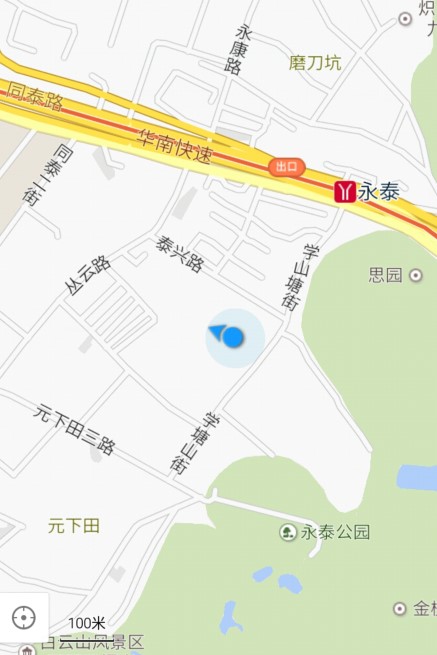 炽
永康路
磨刀坑
同泰路
华南快速
出口
永泰
同泰二街
泰兴路
学山塘街
思园
丛云路
元下田三路
学塘山街
元下田
永泰公园
100米
白云山风景区